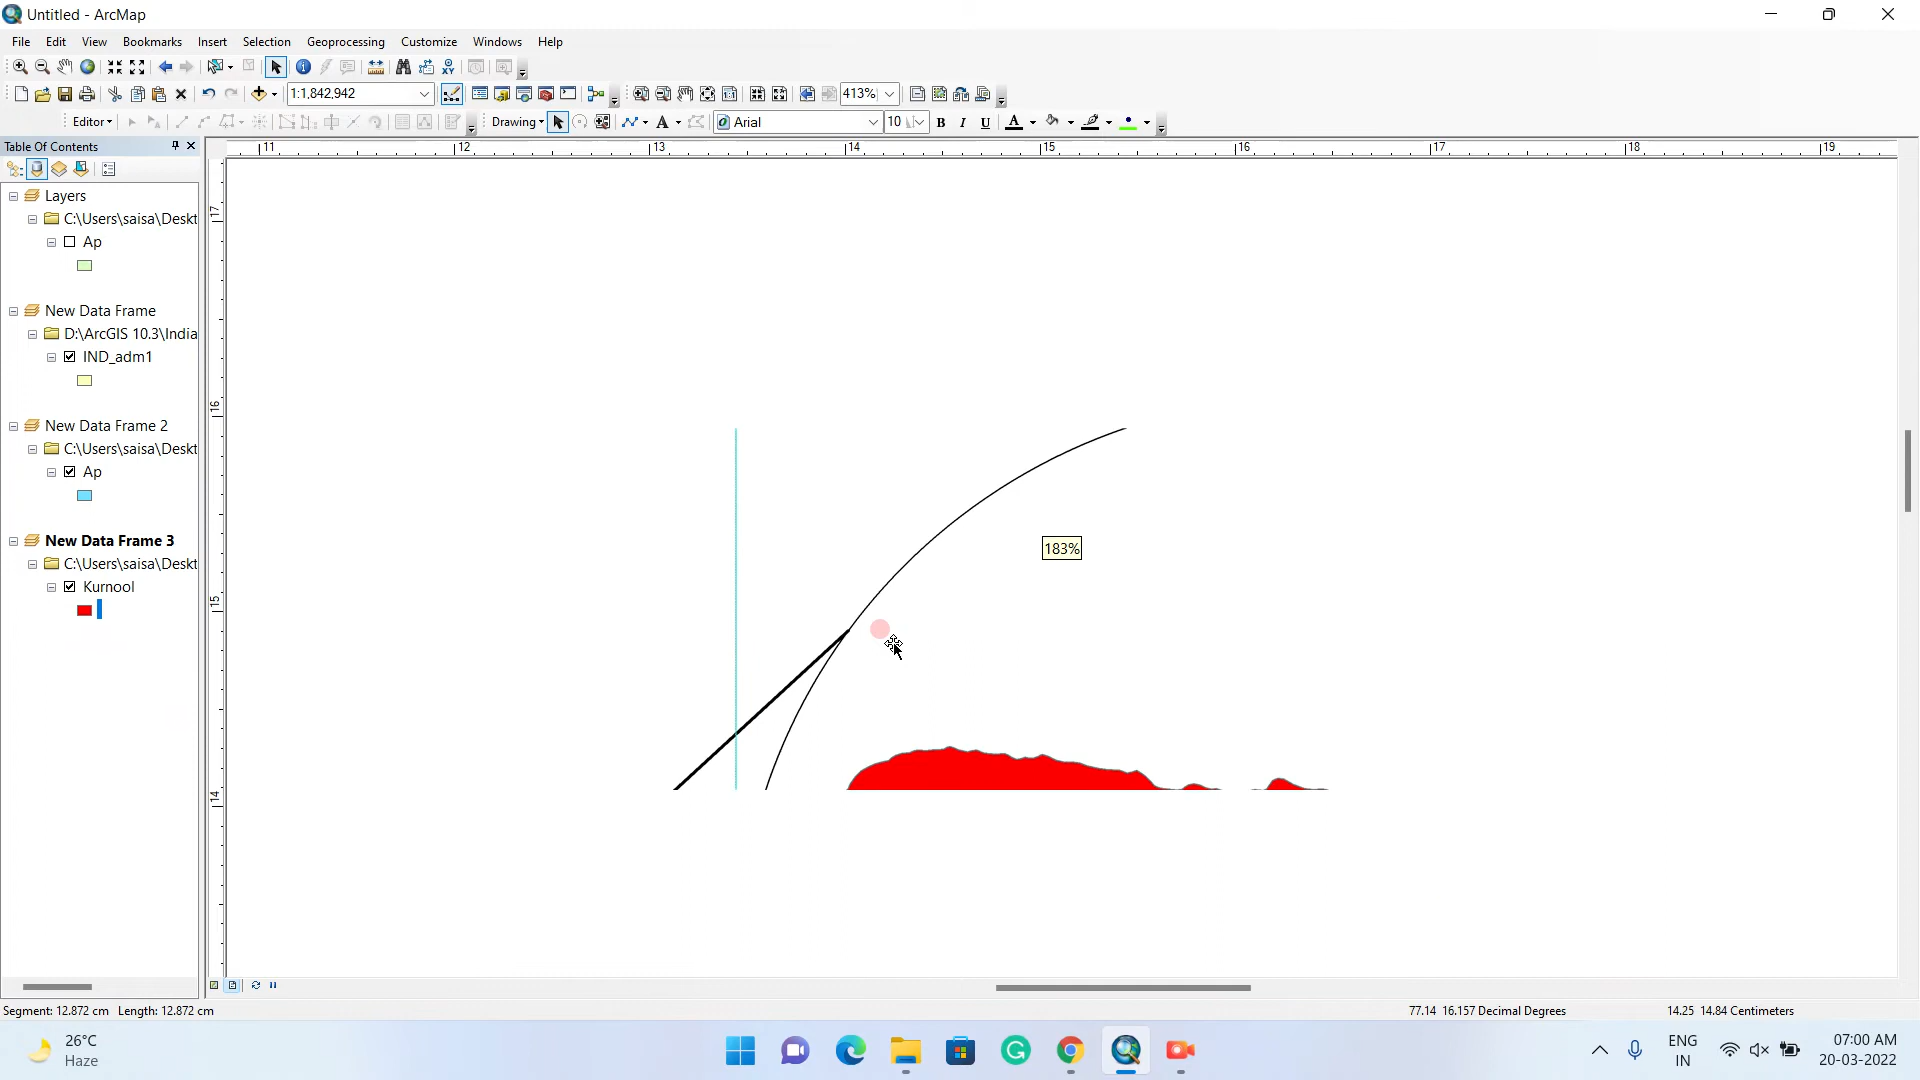 Untitled - ArcMap
File Edit View Bookmarks Insert Selection Geoprocessing Customize Windows Help
1:1,842,942 413%
Editor Drawing A Arial 10 B I U A
Table Of Contents
11 12 13 14 15 16 17 18 19
Layers
C:\Users\saisa\Deskt
Ap
New Data Frame
D:\ArcGIS 10.3\India
IND_adm1
New Data Frame 2
C:\Users\saisa\Deskt
Ap
New Data Frame 3
C:\Users\saisa\Deskt
Kurnool
17
16
15
14
183%
Segment: 12.872 cm Length: 12.872 cm
77.14 16.157 Decimal Degrees
14.25 14.84 Centimeters
26°C
Haze
ENG
IN
07:00 AM
20-03-2022